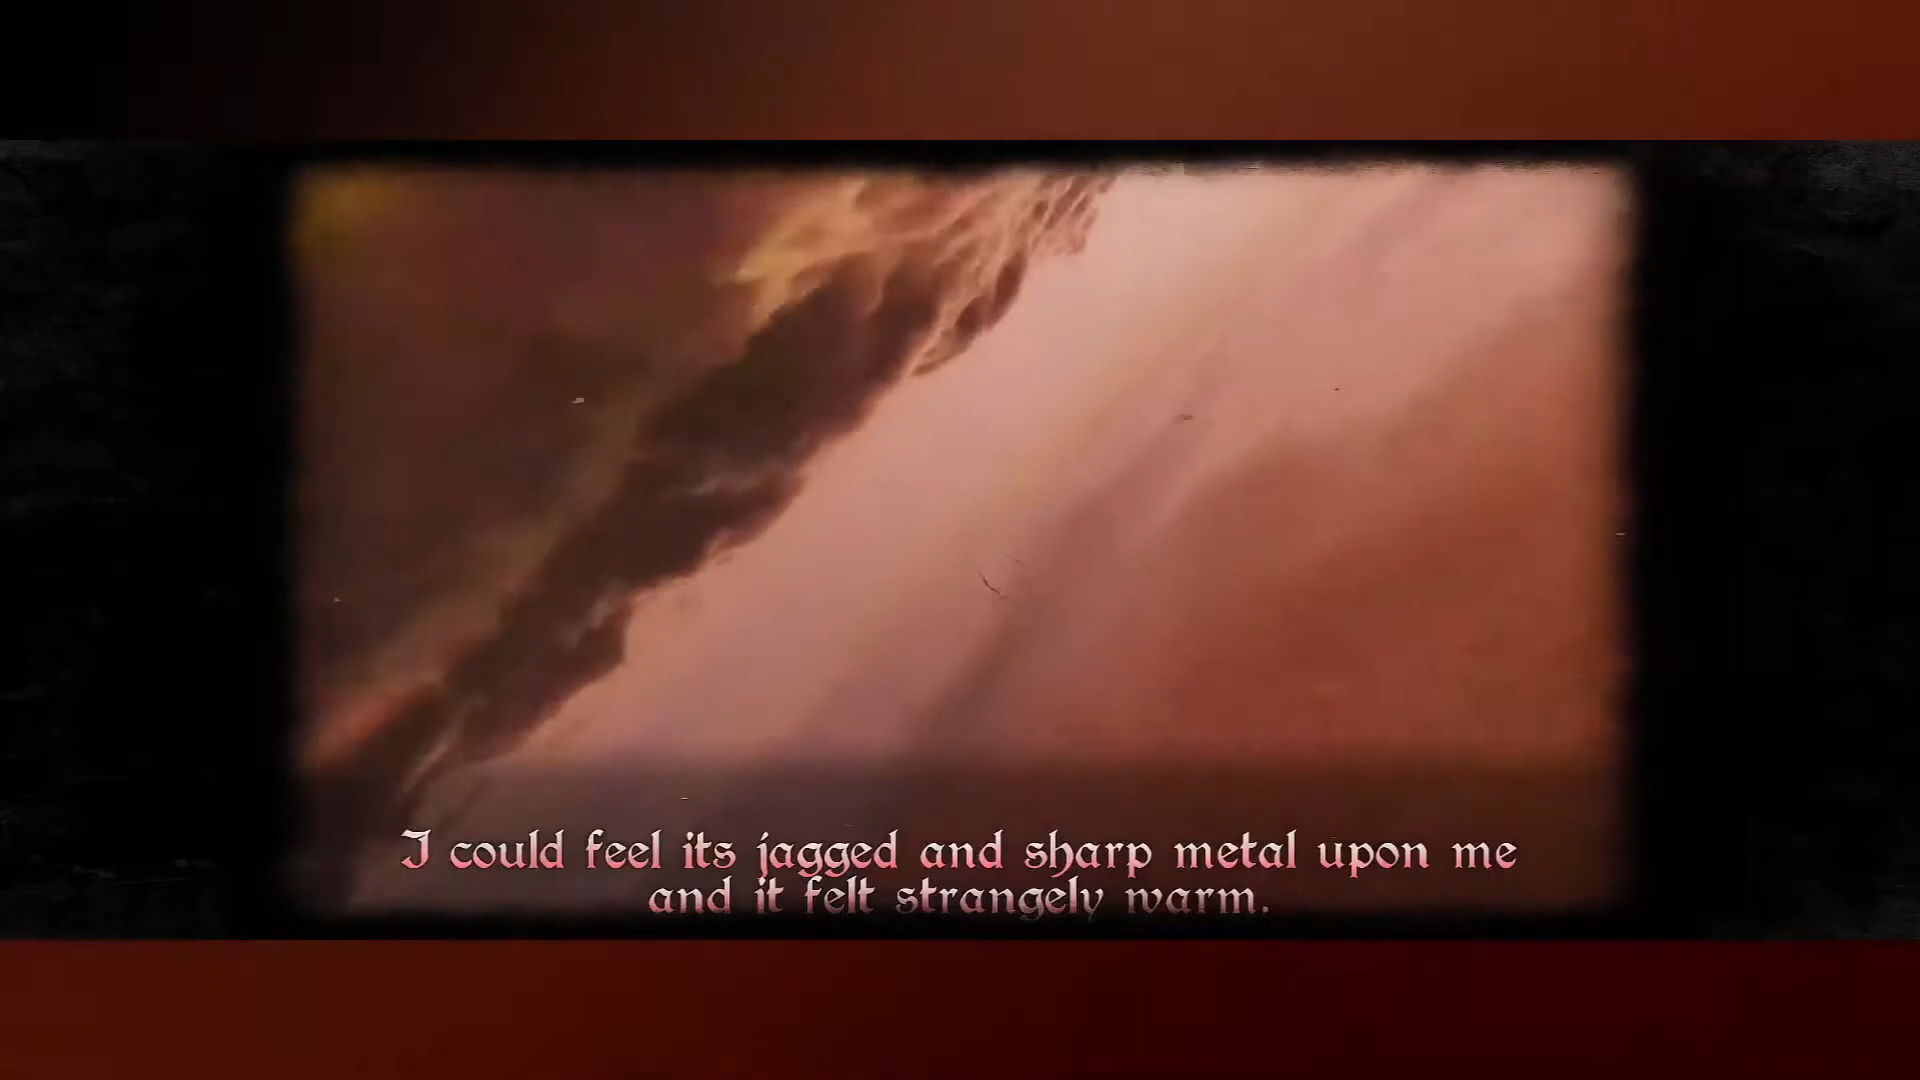 I could feel its jagged and sharp metal upon me
and it felt strangely warm.